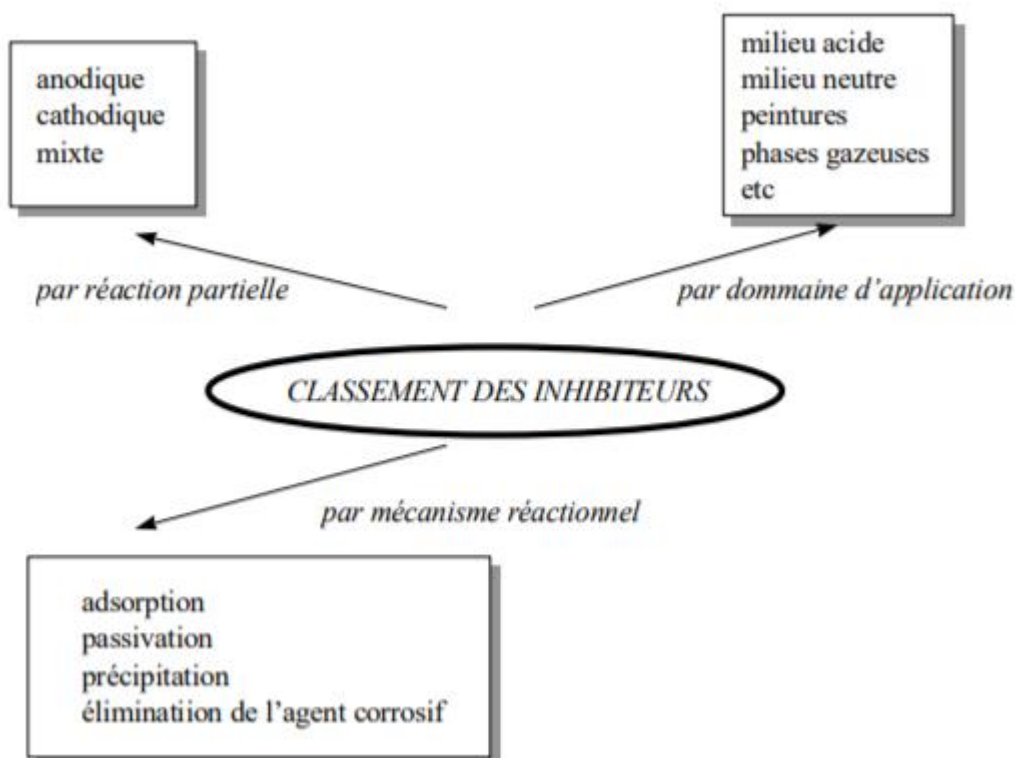 anodique
cathodique
mixte
milieu acide
milieu neutre
peintures
phases gazeuses
etc
par réaction partielle
par dommaine d’application
CLASSEMENT DES INHIBITEURS
par mécanisme réactionnel
adsorption
passivation
précipitation
éliminatiion de l’agent corrosif